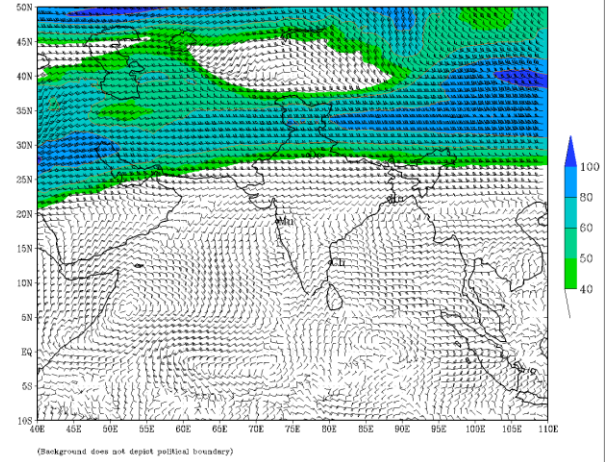 50N
45N
40N
35N
30N
25N
20N
15N
10N
5N
EQ
5S
10S
40E 45E 50E 55E 60E 65E 70E 75E 80E 85E 90E 95E 100E 105E 110E
Mu
Ch
100
80
60
50
40
(Background does not depict political boundary)